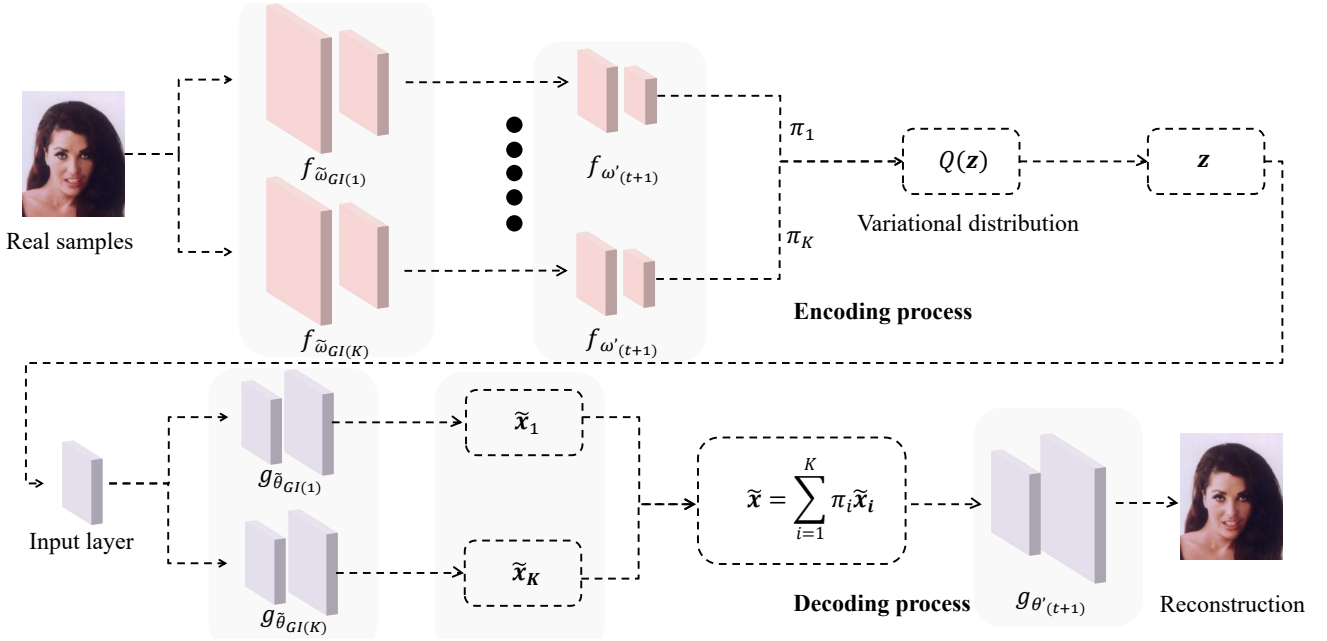 f_{ω̃_{GI(1)}}
f_{ω'_{(t+1)}}
π_1
Q(z)
z
Real samples
Variational distribution
π_K
f_{ω̃_{GI(K)}}
f_{ω'_{(t+1)}}
Encoding process
x̃_1
g_{θ̃_{GI(1)}}
x̃ = \sum_{i=1}^{K} π_i x̃_i
Input layer
x̃_K
g_{θ̃_{GI(K)}}
Decoding process
g_{θ'_{(t+1)}}
Reconstruction